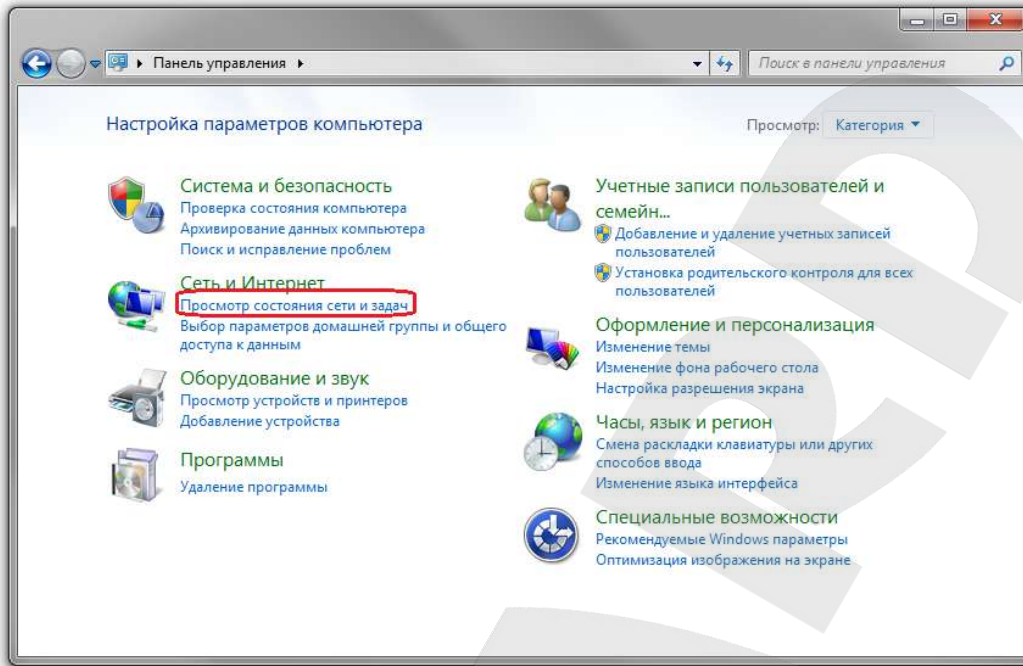 Панель управления
Поиск в панели управления
Настройка параметров компьютера
Просмотр: Категория
Система и безопасность
Проверка состояния компьютера
Архивирование данных компьютера
Поиск и исправление проблем
Сеть и Интернет
Просмотр состояния сети и задач
Выбор параметров домашней группы и общего
доступа к данным
Оборудование и звук
Просмотр устройств и принтеров
Добавление устройства
Программы
Удаление программы
Учетные записи пользователей и
семейн...
Добавление и удаление учетных записей
пользователей
Установка родительского контроля для всех
пользователей
Оформление и персонализация
Изменение темы
Изменение фона рабочего стола
Настройка разрешения экрана
Часы, язык и регион
Смена раскладки клавиатуры или других
способов ввода
Изменение языка интерфейса
Специальные возможности
Рекомендуемые Windows параметры
Оптимизация изображения на экране